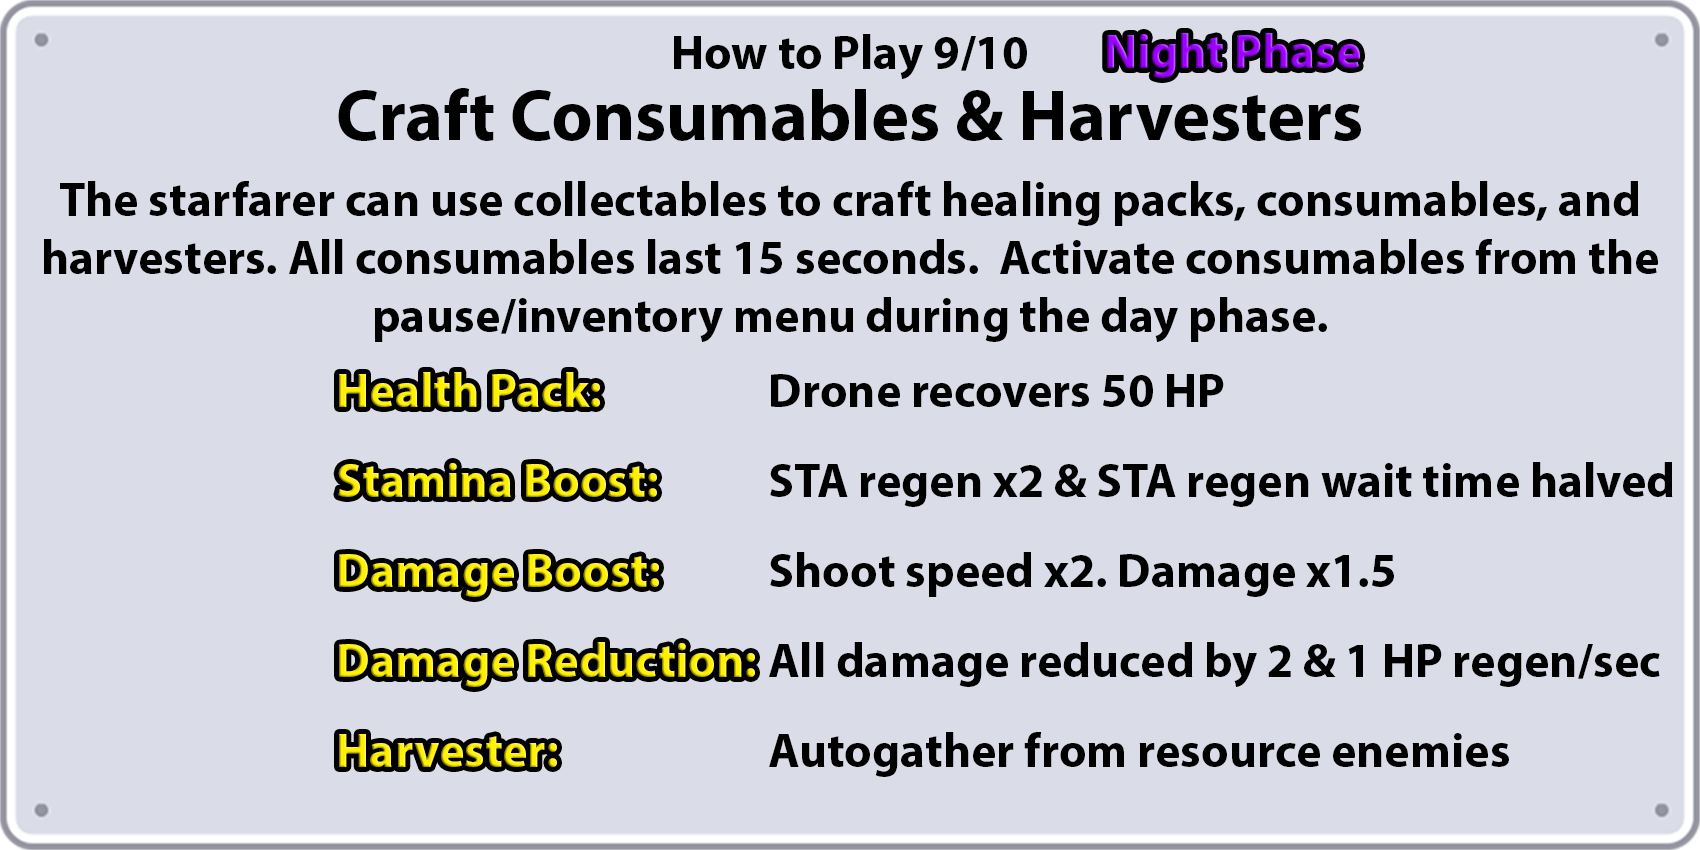 How to Play 9/10 Night Phase
Craft Consumables & Harvesters
The starfarer can use collectables to craft healing packs, consumables, and
harvesters. All consumables last 15 seconds.  Activate consumables from the
pause/inventory menu during the day phase.
Health Pack: Drone recovers 50 HP
Stamina Boost: STA regen x2 & STA regen wait time halved
Damage Boost: Shoot speed x2. Damage x1.5
Damage Reduction: All damage reduced by 2 & 1 HP regen/sec
Harvester: Autogather from resource enemies